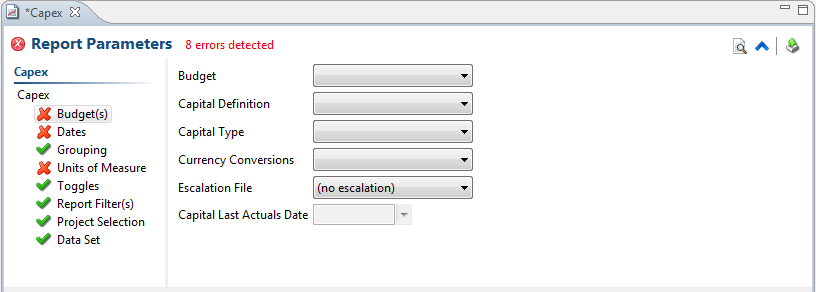 *Capex
Report Parameters 8 errors detected
Capex
Capex
Budget(s)
Dates
Grouping
Units of Measure
Toggles
Report Filter(s)
Project Selection
Data Set
Budget
Capital Definition
Capital Type
Currency Conversions
Escalation File (no escalation)
Capital Last Actuals Date